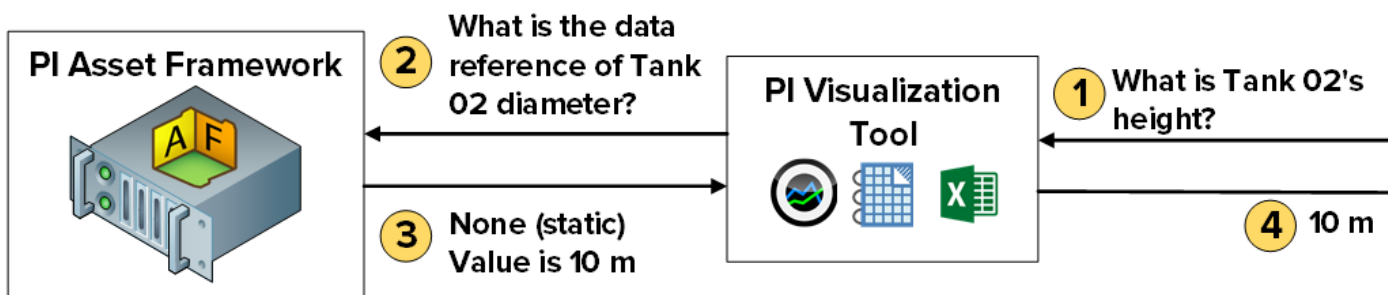 PI Asset Framework
A F
2
What is the data
reference of Tank
02 diameter?
3
None (static)
Value is 10 m
PI Visualization
Tool
X
1
What is Tank 02's
height?
4
10 m